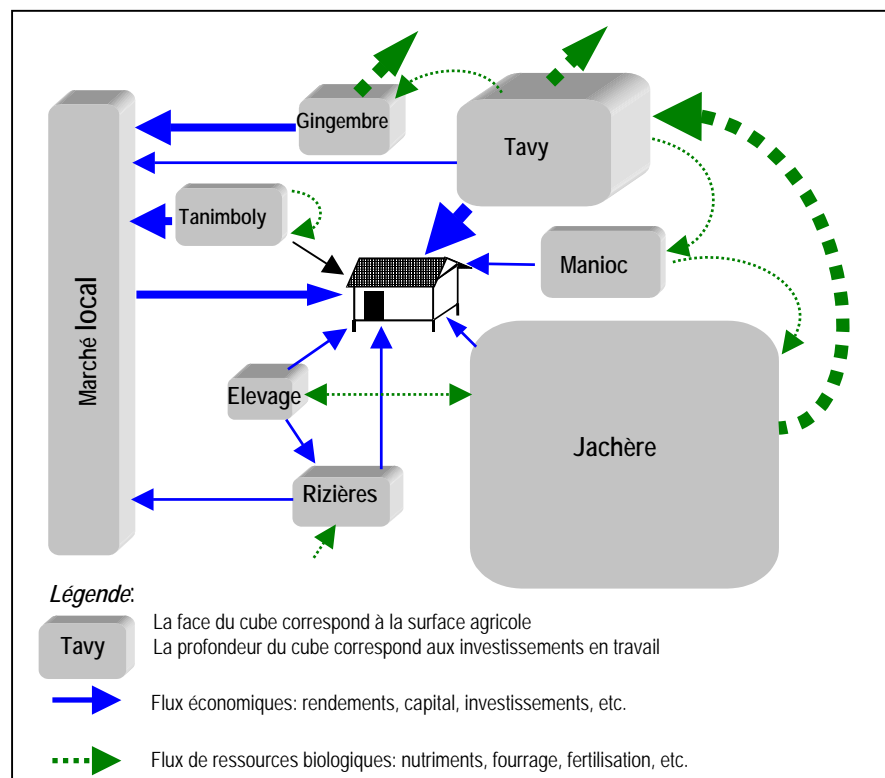 Gingembre
Tavy
Tanimboly
Manioc
Marché local
Elevage
Jachère
Rizières
Légende:
La face du cube correspond à la surface agricole
Tavy
La profondeur du cube correspond aux investissements en travail
Flux économiques: rendements, capital, investissements, etc.
Flux de ressources biologiques: nutriments, fourrage, fertilisation, etc.